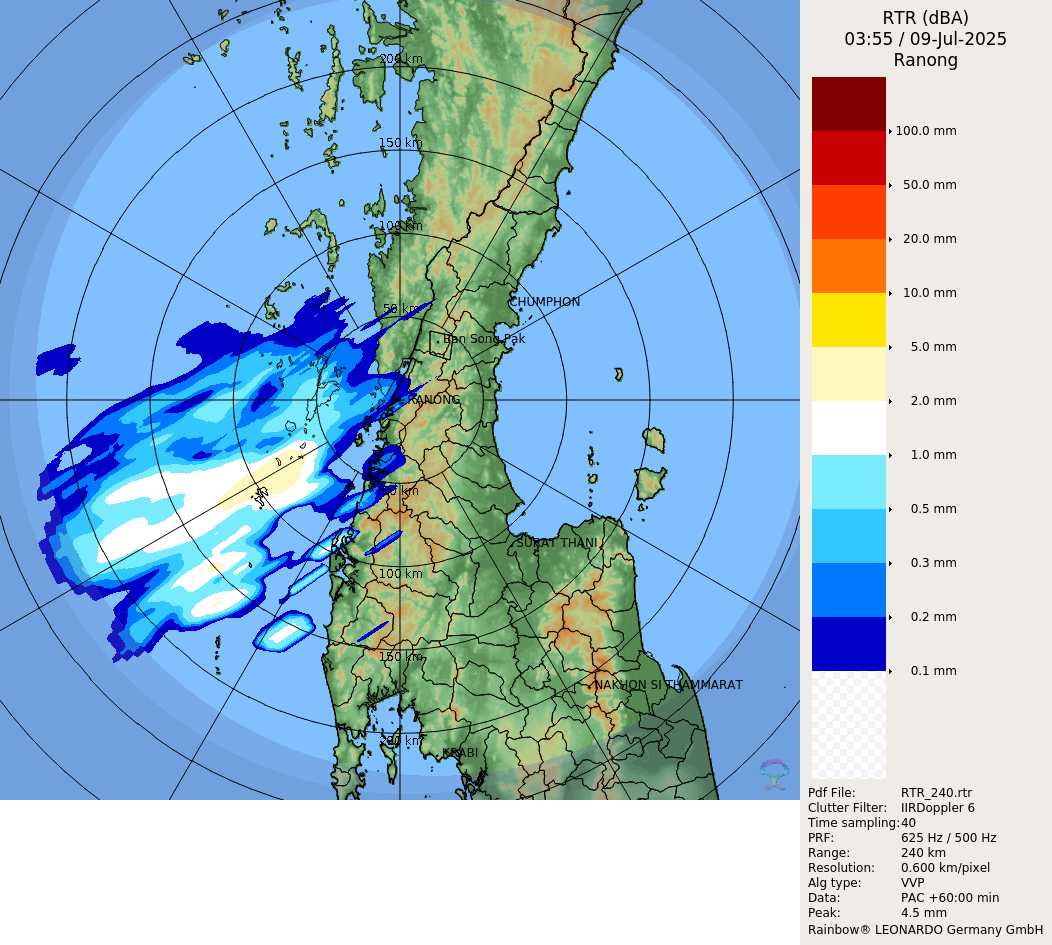 RTR (dBA)
03:55 / 09-Jul-2025
Ranong
200 km
150 km
100 km
50 km
CHUMPHON
Ban Song Pak
RANONG
50 km
SURAT THANI
100 km
150 km
NAKHON SI THAMMARAT
200 km
KRABI
100.0 mm
50.0 mm
20.0 mm
10.0 mm
5.0 mm
2.0 mm
1.0 mm
0.5 mm
0.3 mm
0.2 mm
0.1 mm
Pdf File: RTR_240.rtr
Clutter Filter: IIRDoppler 6
Time sampling: 40
PRF: 625 Hz / 500 Hz
Range: 240 km
Resolution: 0.600 km/pixel
Alg type: VVP
Data: PAC +60:00 min
Peak: 4.5 mm
Rainbow® LEONARDO Germany GmbH